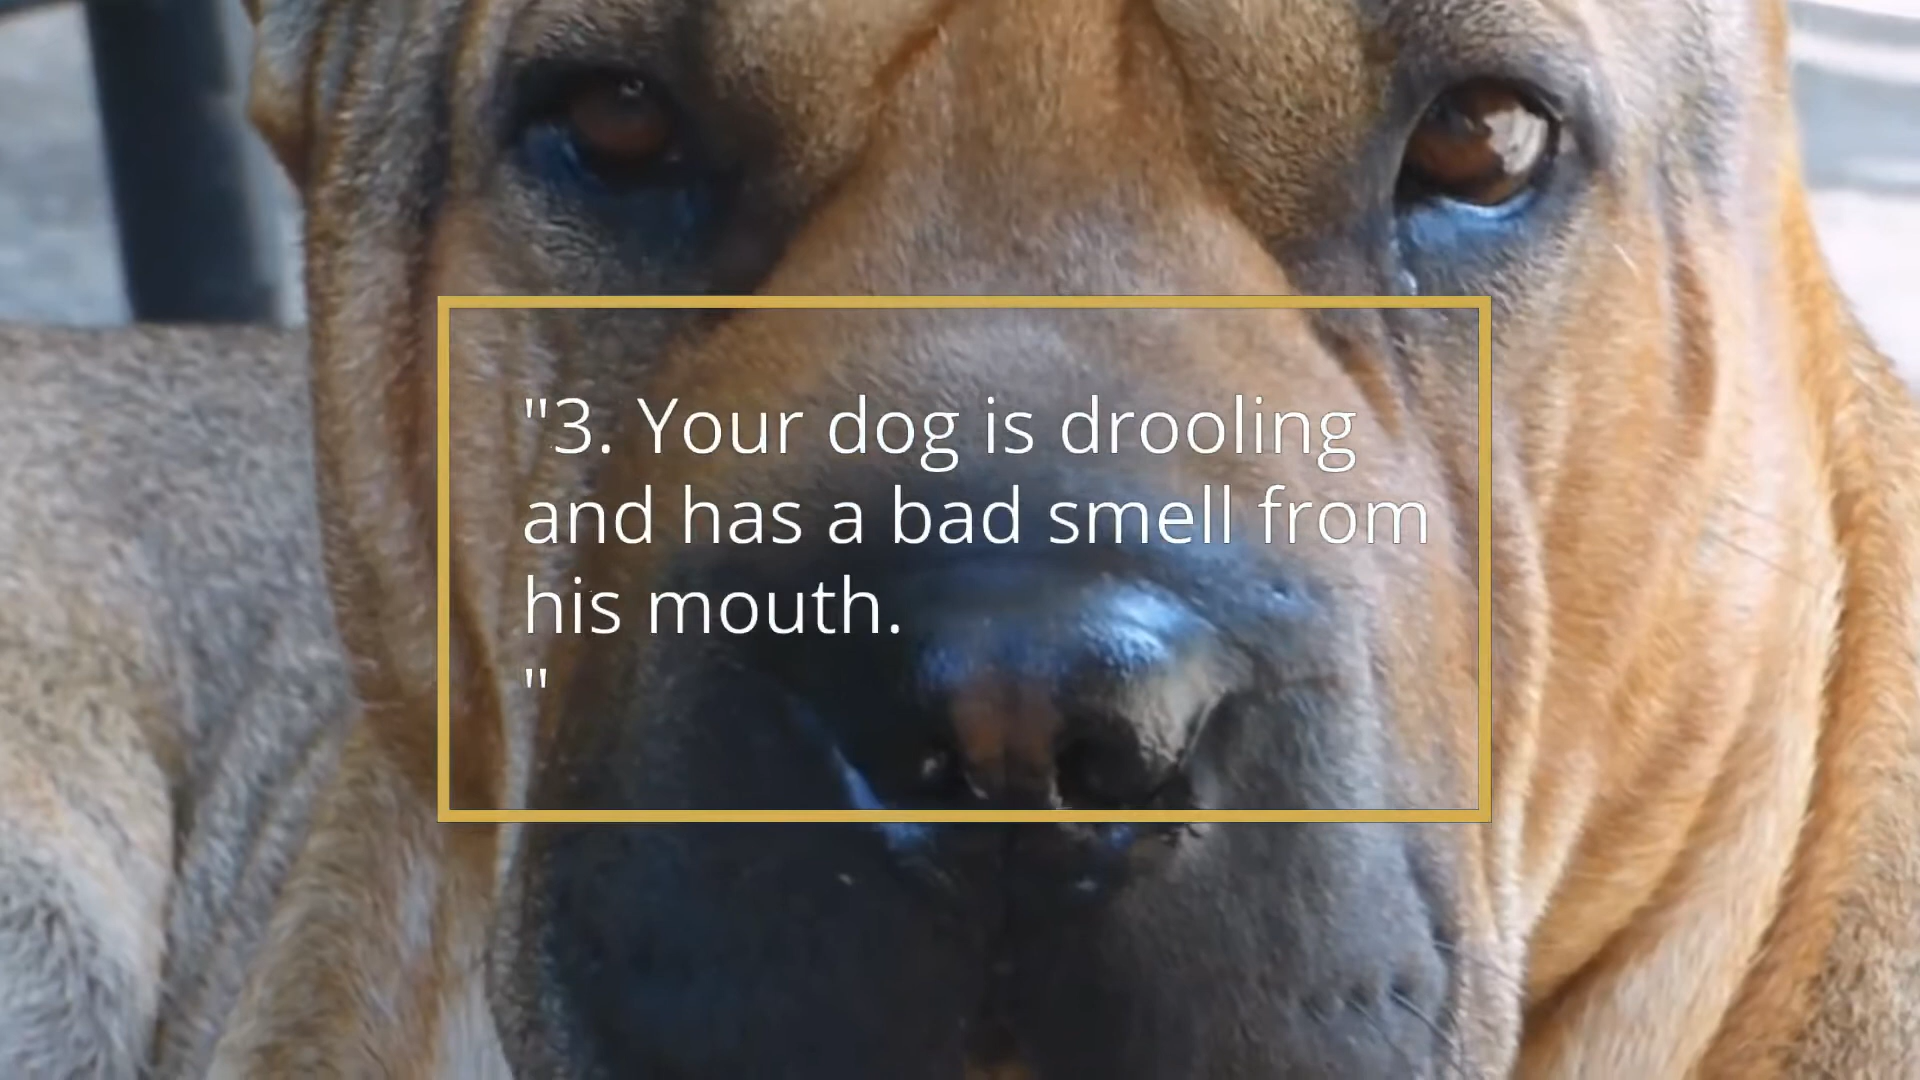 "3. Your dog is drooling
and has a bad smell from
his mouth.
"